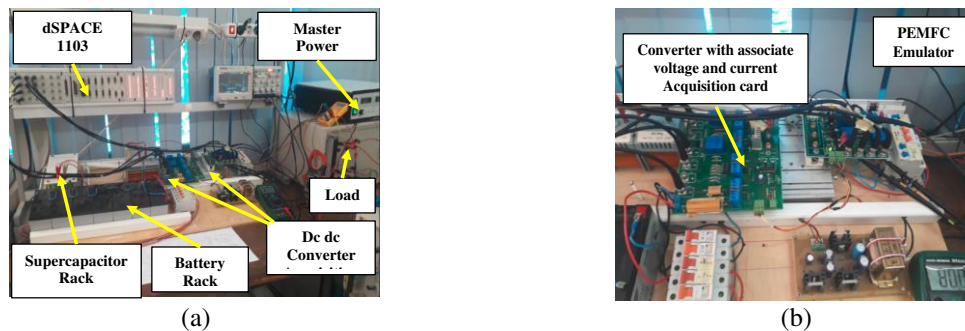 dSPACE
1103
Master
Power
Load
Supercapacitor
Rack
Battery
Rack
Dc dc
Converter
(a)
Converter with associate
voltage and current
Acquisition card
PEMFC
Emulator
(b)